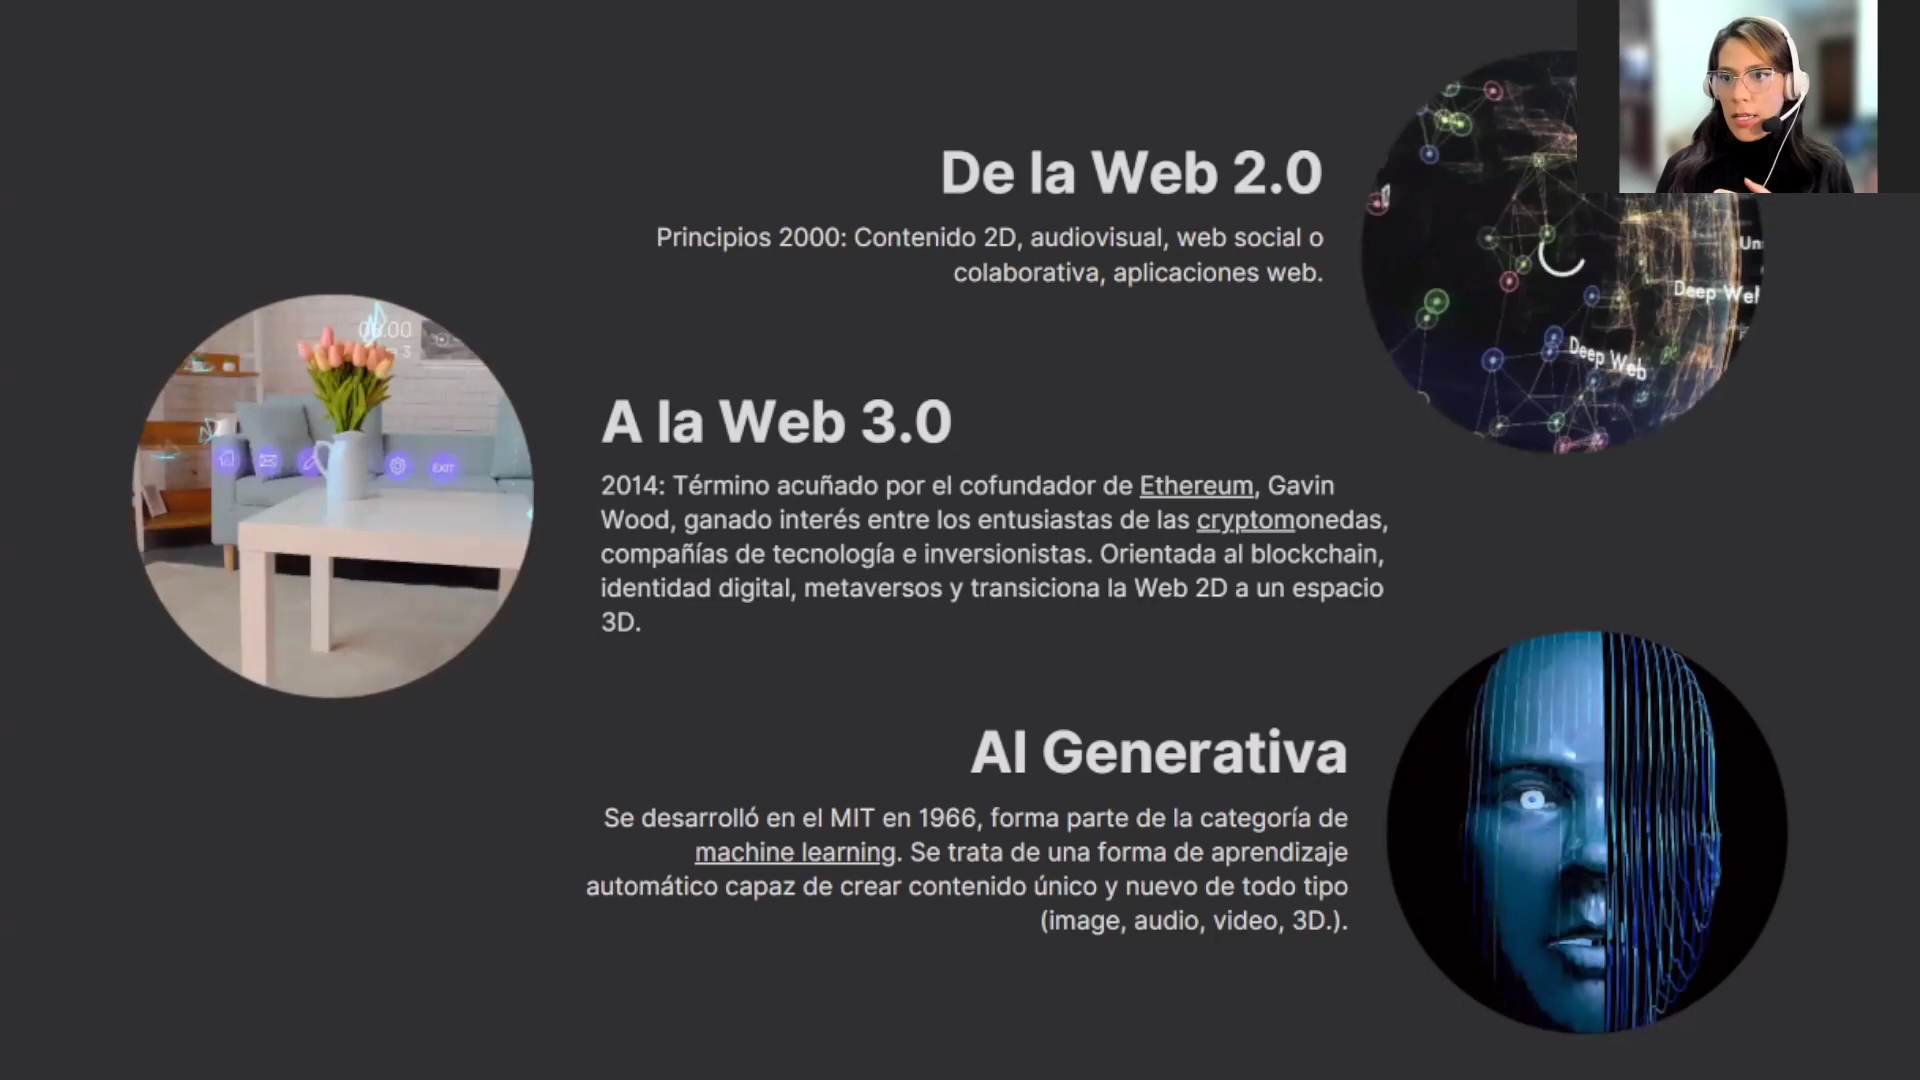 De la Web 2.0
Principios 2000: Contenido 2D, audiovisual, web social o
colaborativa, aplicaciones web.
Deep Web
A la Web 3.0
2014: Término acuñado por el cofundador de Ethereum, Gavin
Wood, ganado interés entre los entusiastas de las cryptomonedas,
compañías de tecnología e inversionistas. Orientada al blockchain,
identidad digital, metaversos y transiciona la Web 2D a un espacio
3D.
EXIT
AI Generativa
Se desarrolló en el MIT en 1966, forma parte de la categoría de
machine learning. Se trata de una forma de aprendizaje
automático capaz de crear contenido único y nuevo de todo tipo
(image, audio, video, 3D.).